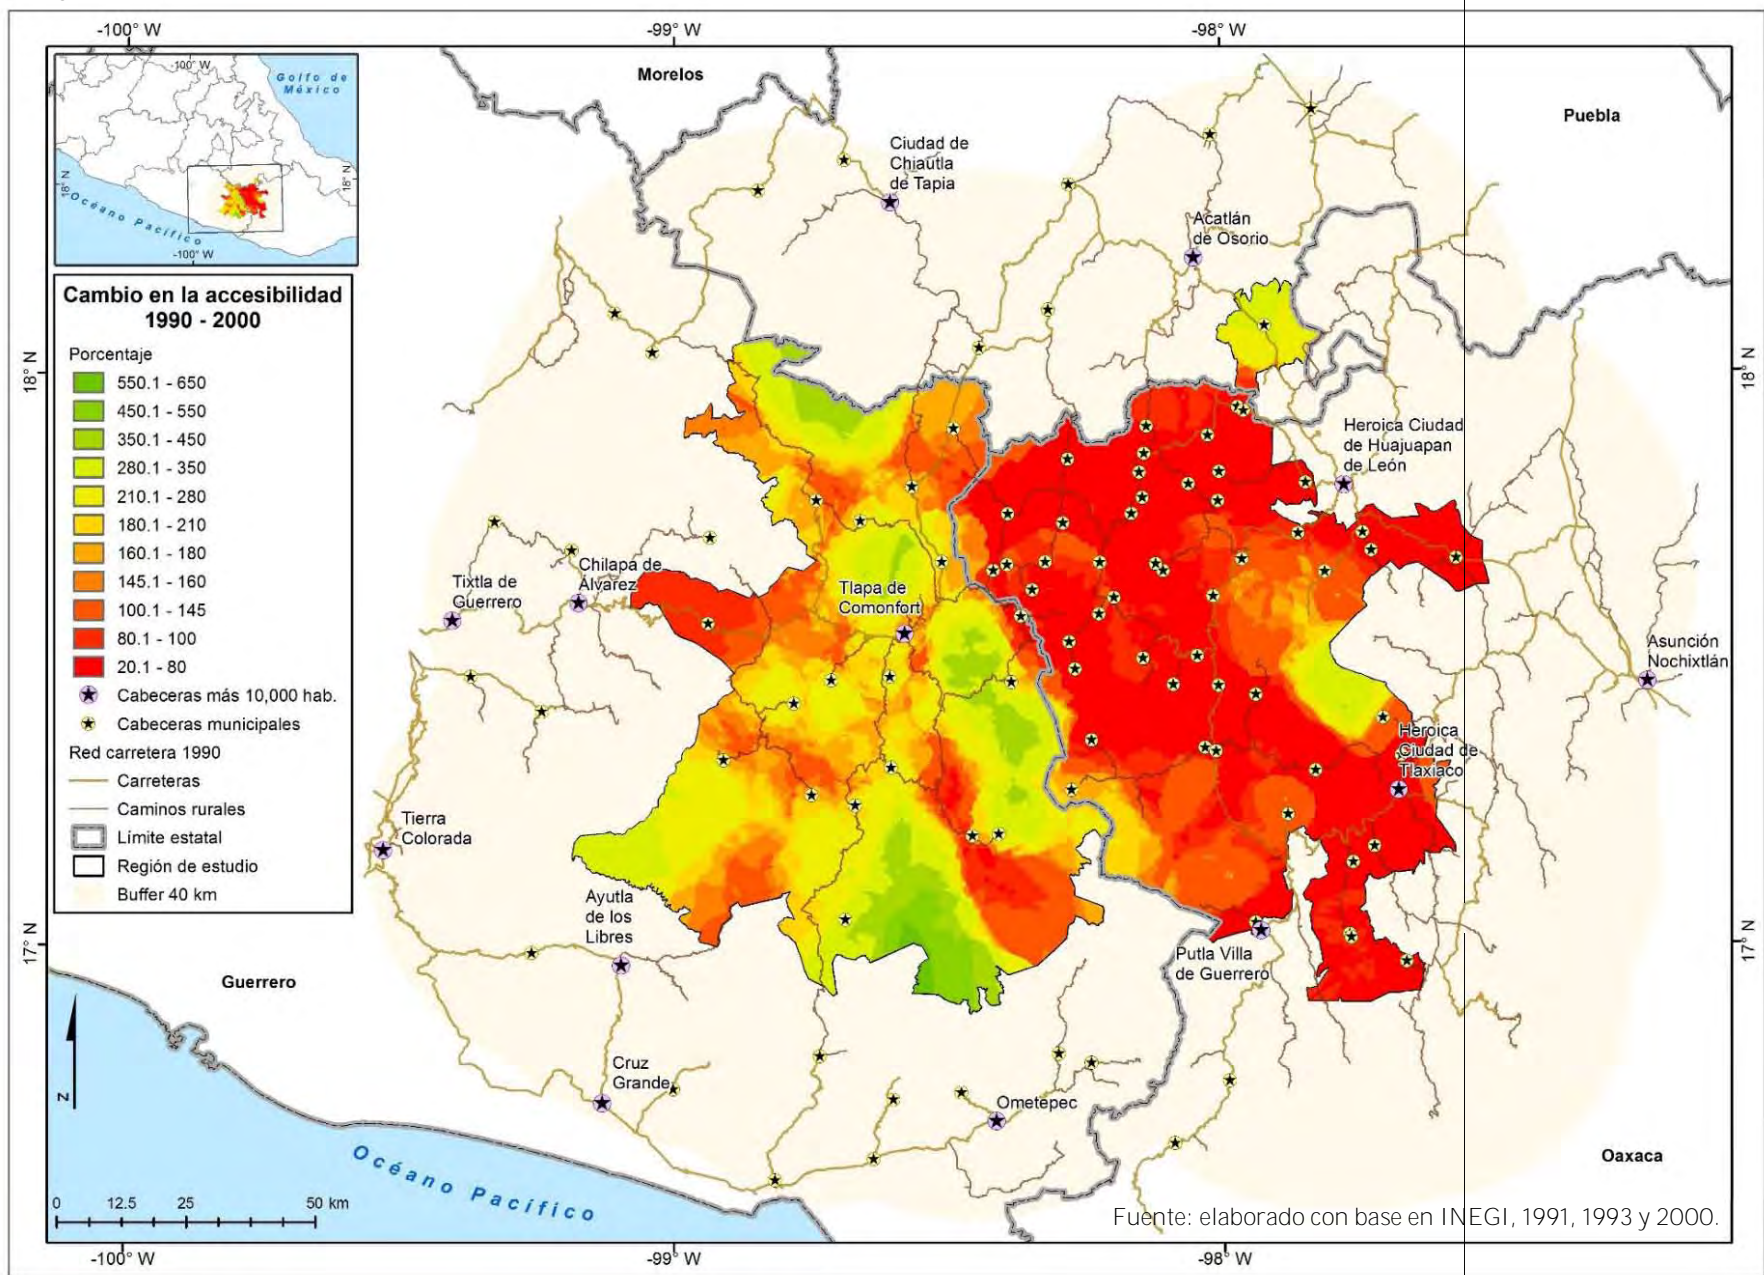 -100° W
-99° W
-98° W
Morelos
Puebla
-100° W
Golfo de
México
18° N
18° N
Océano Pacífico
-100° W
Ciudad de
Chiautla
de Tapia
Acatlán
de Osorio
Cambio en la accesibilidad
1990 - 2000
Porcentaje
550.1 - 650
450.1 - 550
350.1 - 450
280.1 - 350
210.1 - 280
180.1 - 210
160.1 - 180
145.1 - 160
100.1 - 145
80.1 - 100
20.1 - 80
Cabeceras más 10,000 hab.
Cabeceras municipales
Red carretera 1990
Carreteras
Caminos rurales
Límite estatal
Región de estudio
Buffer 40 km
18° N
18° N
Heroica Ciudad
de Huajuapan
de León
Chilapa de
Álvarez
Tixtla de
Guerrero
Tlapa de
Comonfort
Asunción
Nochixtlán
Heroica
Ciudad de
Tlaxiaco
Tierra
Colorada
Ayutla
de los
Libres
17° N
17° N
Putla Villa
de Guerrero
Guerrero
Cruz
Grande
Ometepec
N
Oaxaca
Océano Pacífico
0 12.5 25 50 km
Fuente: elaborado con base en INEGI, 1991, 1993 y 2000.
-100° W
-99° W
-98° W